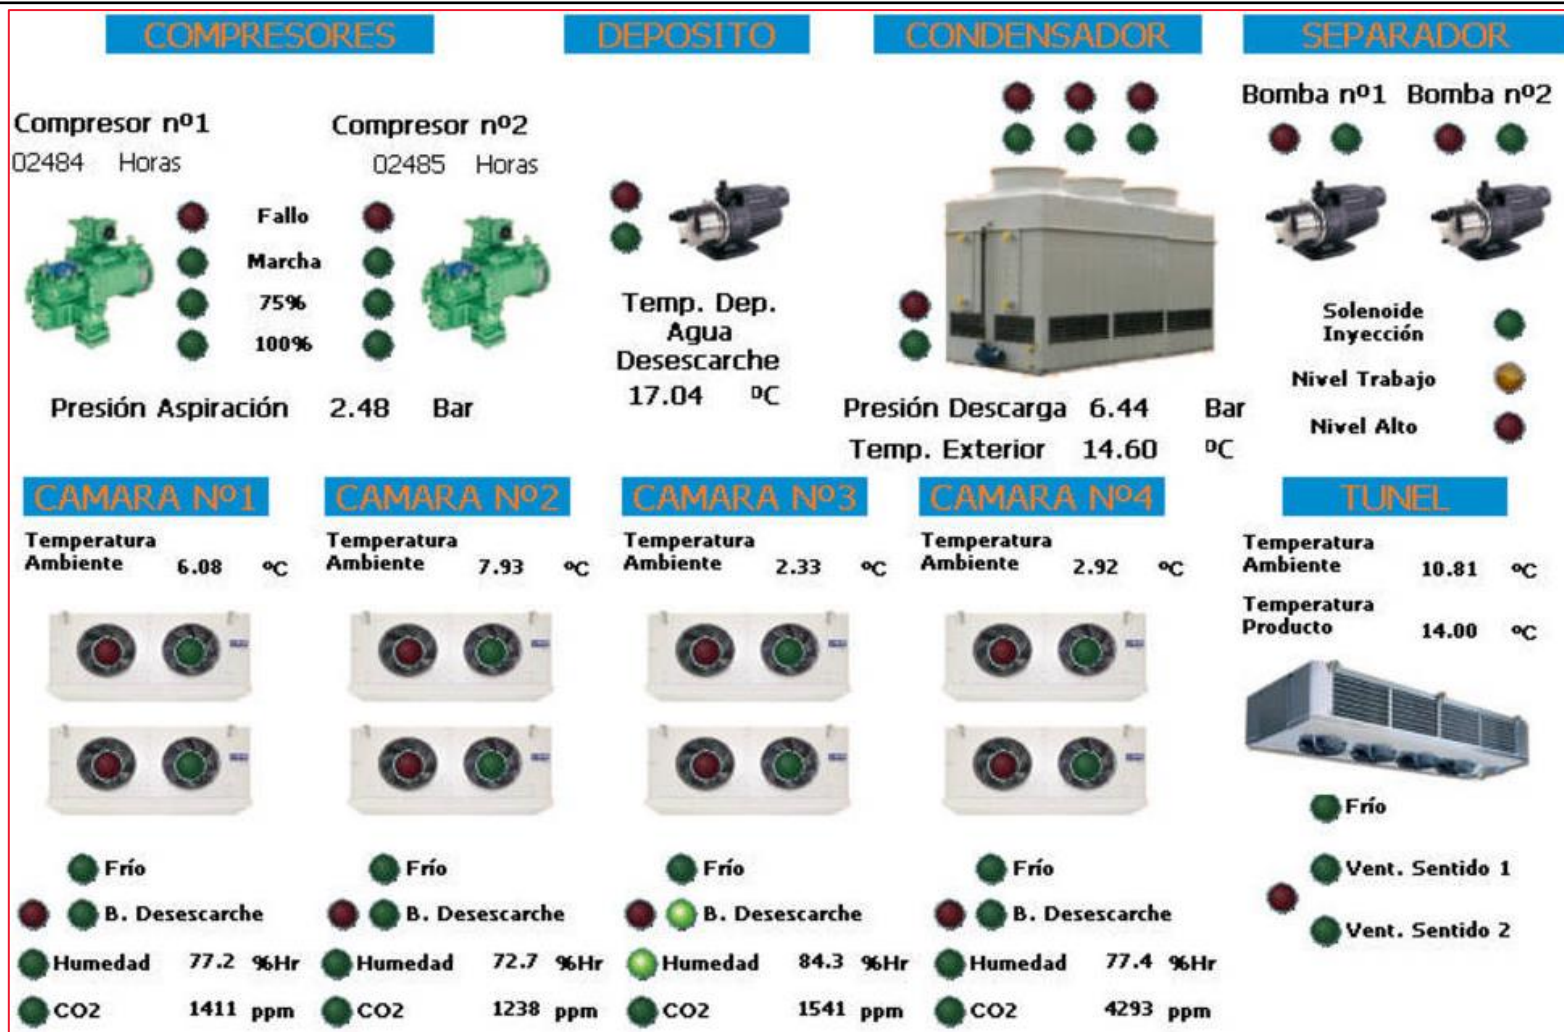 COMPRESORES
DEPOSITO
CONDENSADOR
SEPARADOR
Compresor nº1
02484 Horas
Compresor nº2
02485 Horas
Fallo
Marcha
75%
100%
Presión Aspiración 2.48 Bar
Temp. Dep.
Agua
Desescarche
17.04 ºC
Presión Descarga 6.44 Bar
Temp. Exterior 14.60 ºC
Bomba nº1 Bomba nº2
Solenoide
Inyección
Nivel Trabajo
Nivel Alto
CAMARA Nº1
Temperatura
Ambiente 6.08 ºC
Frío
B. Desescarche
Humedad 77.2 %Hr
CO2 1411 ppm
CAMARA Nº2
Temperatura
Ambiente 7.93 ºC
Frío
B. Desescarche
Humedad 72.7 %Hr
CO2 1238 ppm
CAMARA Nº3
Temperatura
Ambiente 2.33 ºC
Frío
B. Desescarche
Humedad 84.3 %Hr
CO2 1541 ppm
CAMARA Nº4
Temperatura
Ambiente 2.92 ºC
Frío
B. Desescarche
Humedad 77.4 %Hr
CO2 4293 ppm
TUNEL
Temperatura
Ambiente 10.81 ºC
Temperatura
Producto 14.00 ºC
Frío
Vent. Sentido 1
Vent. Sentido 2